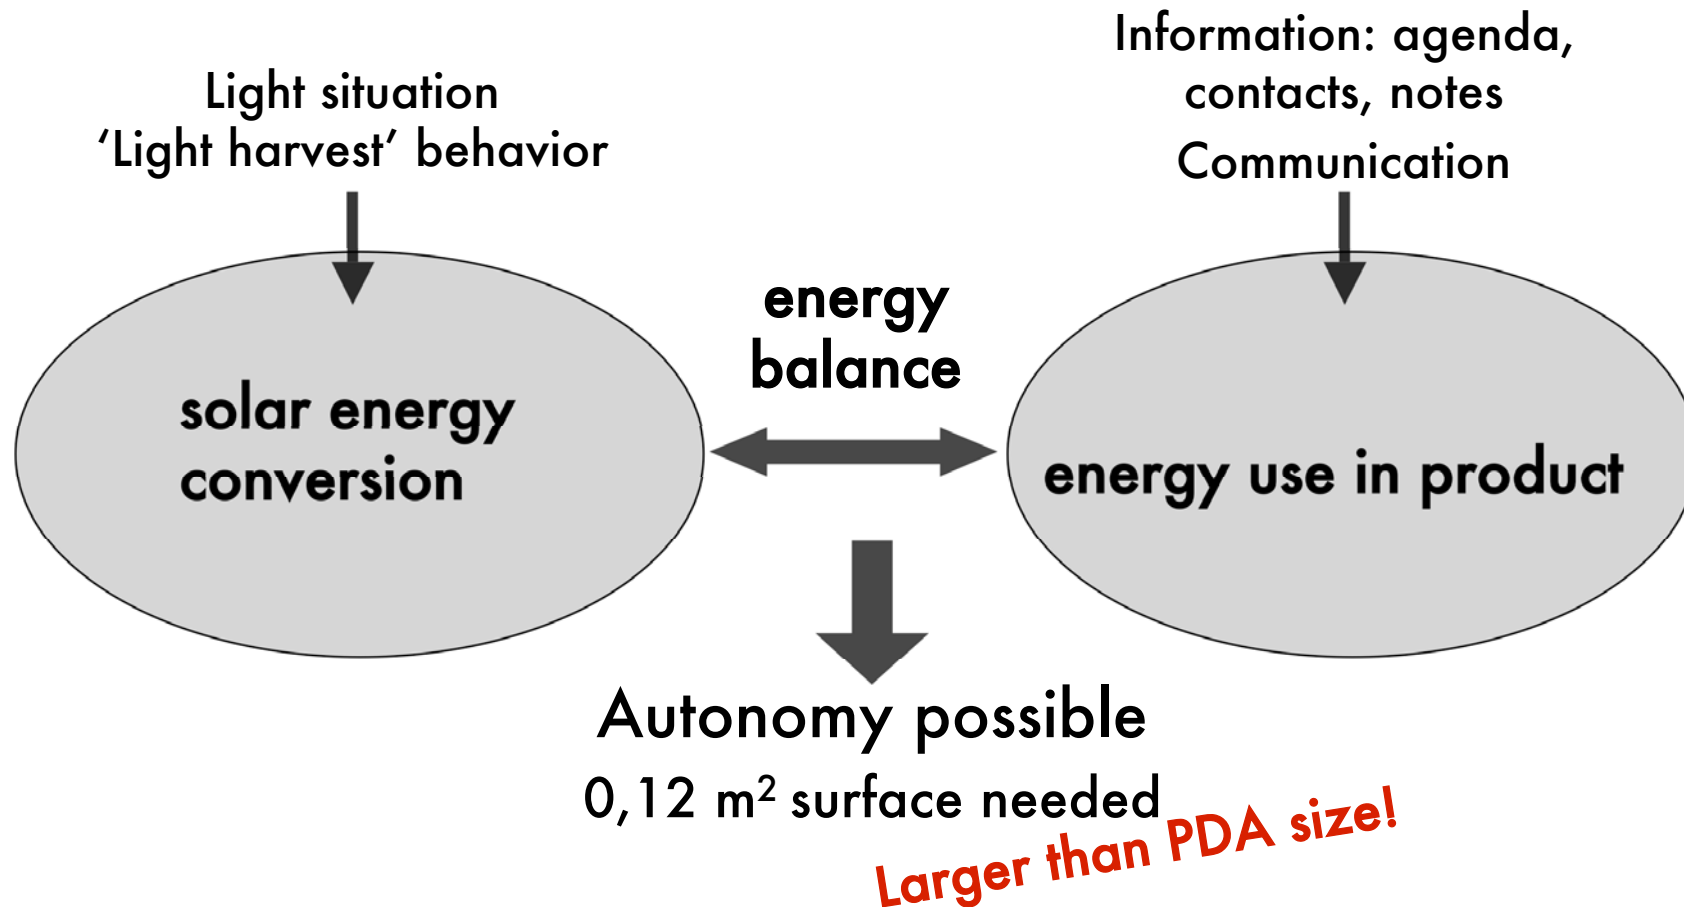 Light situation
‘Light harvest’ behavior
Information: agenda,
contacts, notes
Communication
solar energy
conversion
energy
balance
energy use in product
Autonomy possible
0,12 m² surface needed
Larger than PDA size!